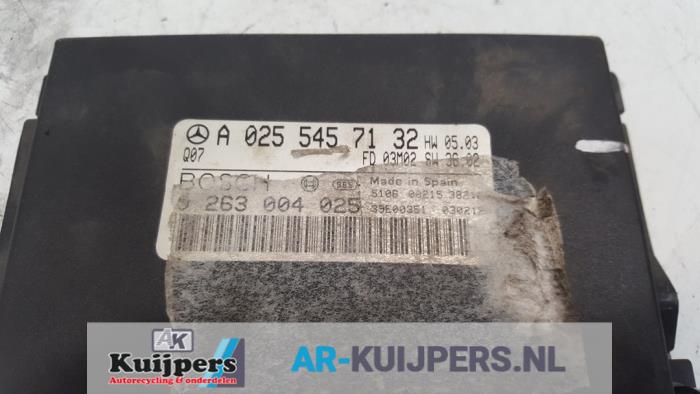 A 025 545 71 32 HW 05.03
Q07 FD 03M02 SW 36.02
BOSCH Made in Spain
0 263 004 025
AK
Kuijpers
Autorecycling & onderdelen
AR-KUIJPERS.NL